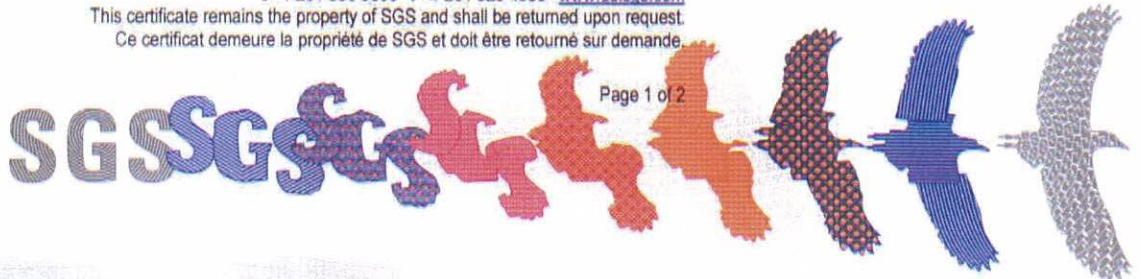 This certificate remains the property of SGS and shall be returned upon request.
Ce certificat demeure la propriété de SGS et doit être retourné sur demande.
Page 1 of 2
SGS SGS SGS